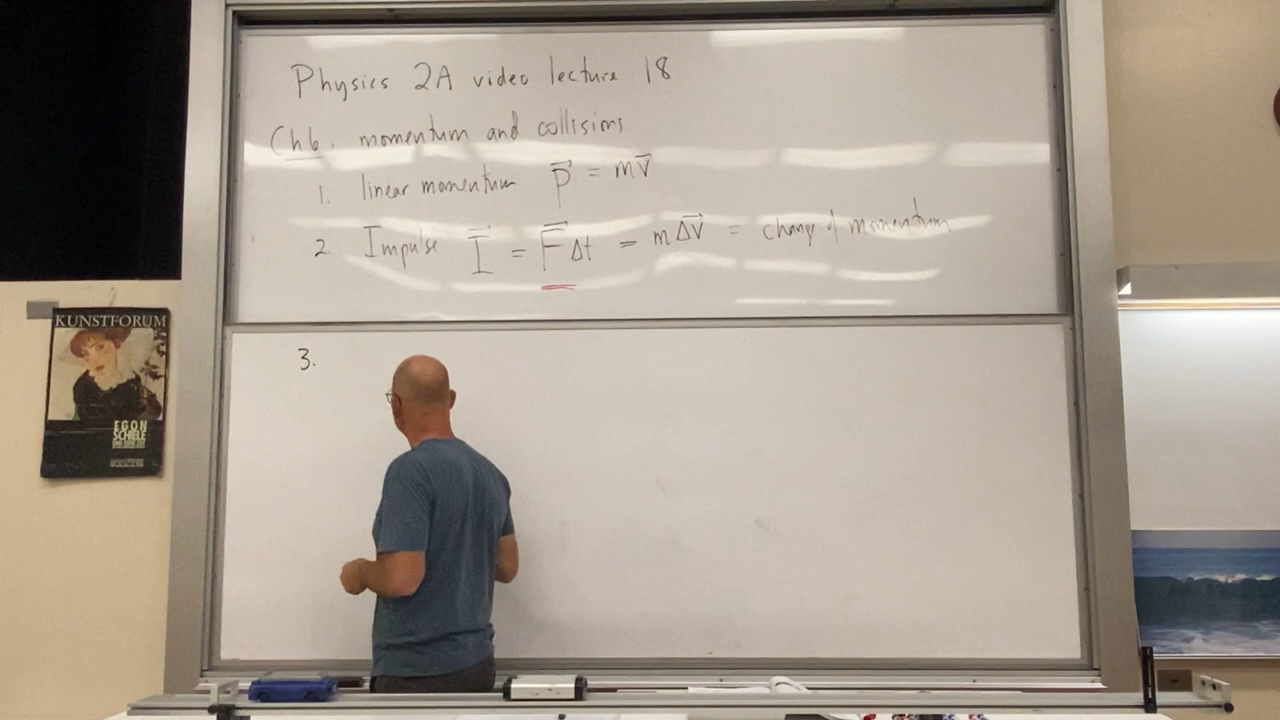 Physics 2A video lecture 18
Ch6. momentum and collisions
1. linear momentum p⃗ = mv⃗
2. Impulse I⃗ = F⃗Δt = mΔv⃗ = change of momentum
3.
KUNSTFORUM
EGON
SCHIELE